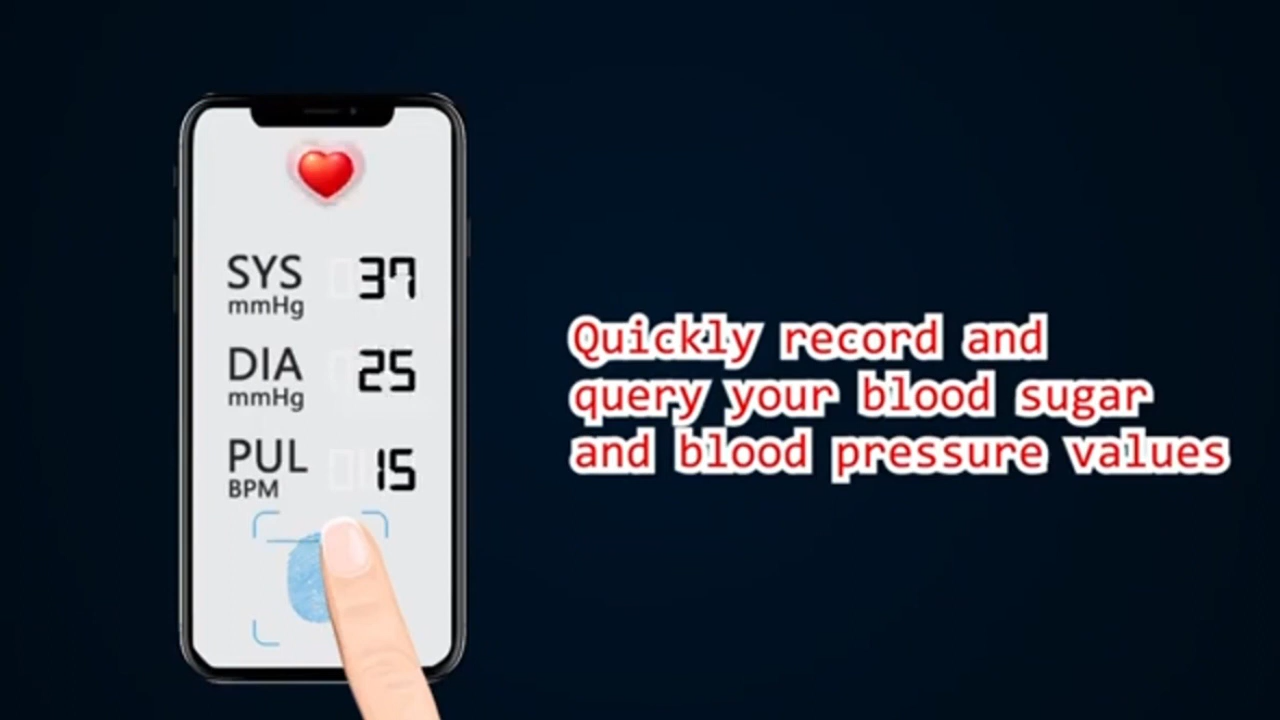 SYS 37
mmHg
DIA 25
mmHg
PUL 15
BPM
Quickly record and
query your blood sugar
and blood pressure values